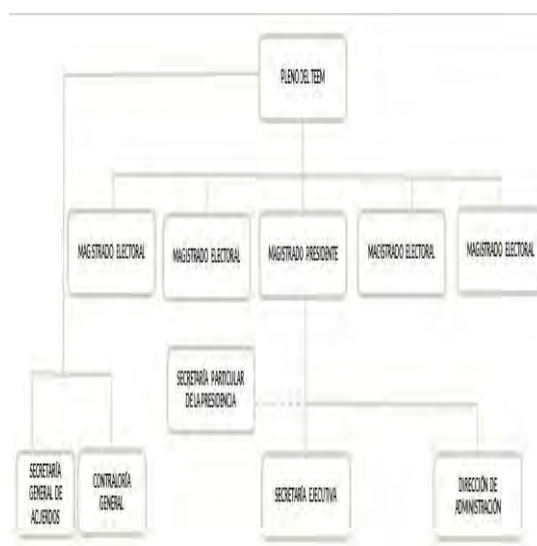 PLENO DEL TEEM
MAGISTRADO ELECTORAL
MAGISTRADO ELECTORAL
MAGISTRADO PRESIDENTE
MAGISTRADO ELECTORAL
MAGISTRADO ELECTORAL
SECRETARÍA PARTICULAR
DE LA PRESIDENCIA
SECRETARÍA
GENERAL DE
ACUERDOS
CONTRALORÍA
GENERAL
SECRETARÍA EJECUTIVA
DIRECCIÓN DE
ADMINISTRACIÓN